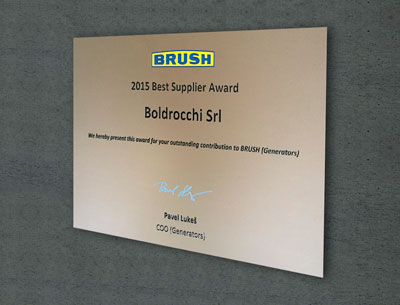 BRUSH
2015 Best Supplier Award
Boldrocchi Srl
We hereby present this award for your outstanding contribution to BRUSH (Generators)
Pavel Lukeš
COO (Generators)